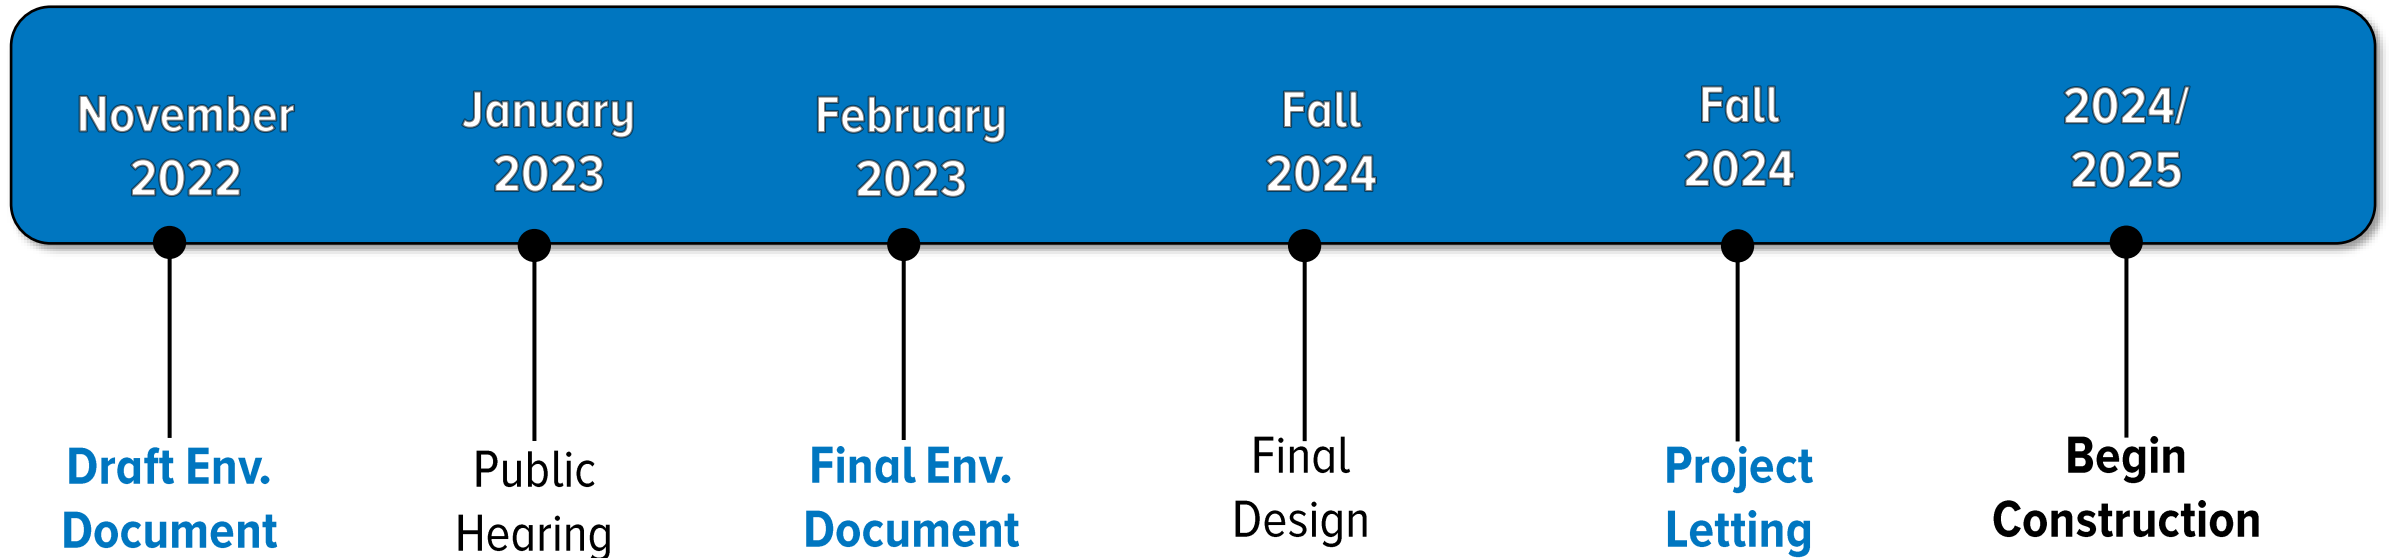 November
2022
January
2023
February
2023
Fall
2024
Fall
2024
2024/
2025
Draft Env.
Document
Public
Hearing
Final Env.
Document
Final
Design
Project
Letting
Begin
Construction